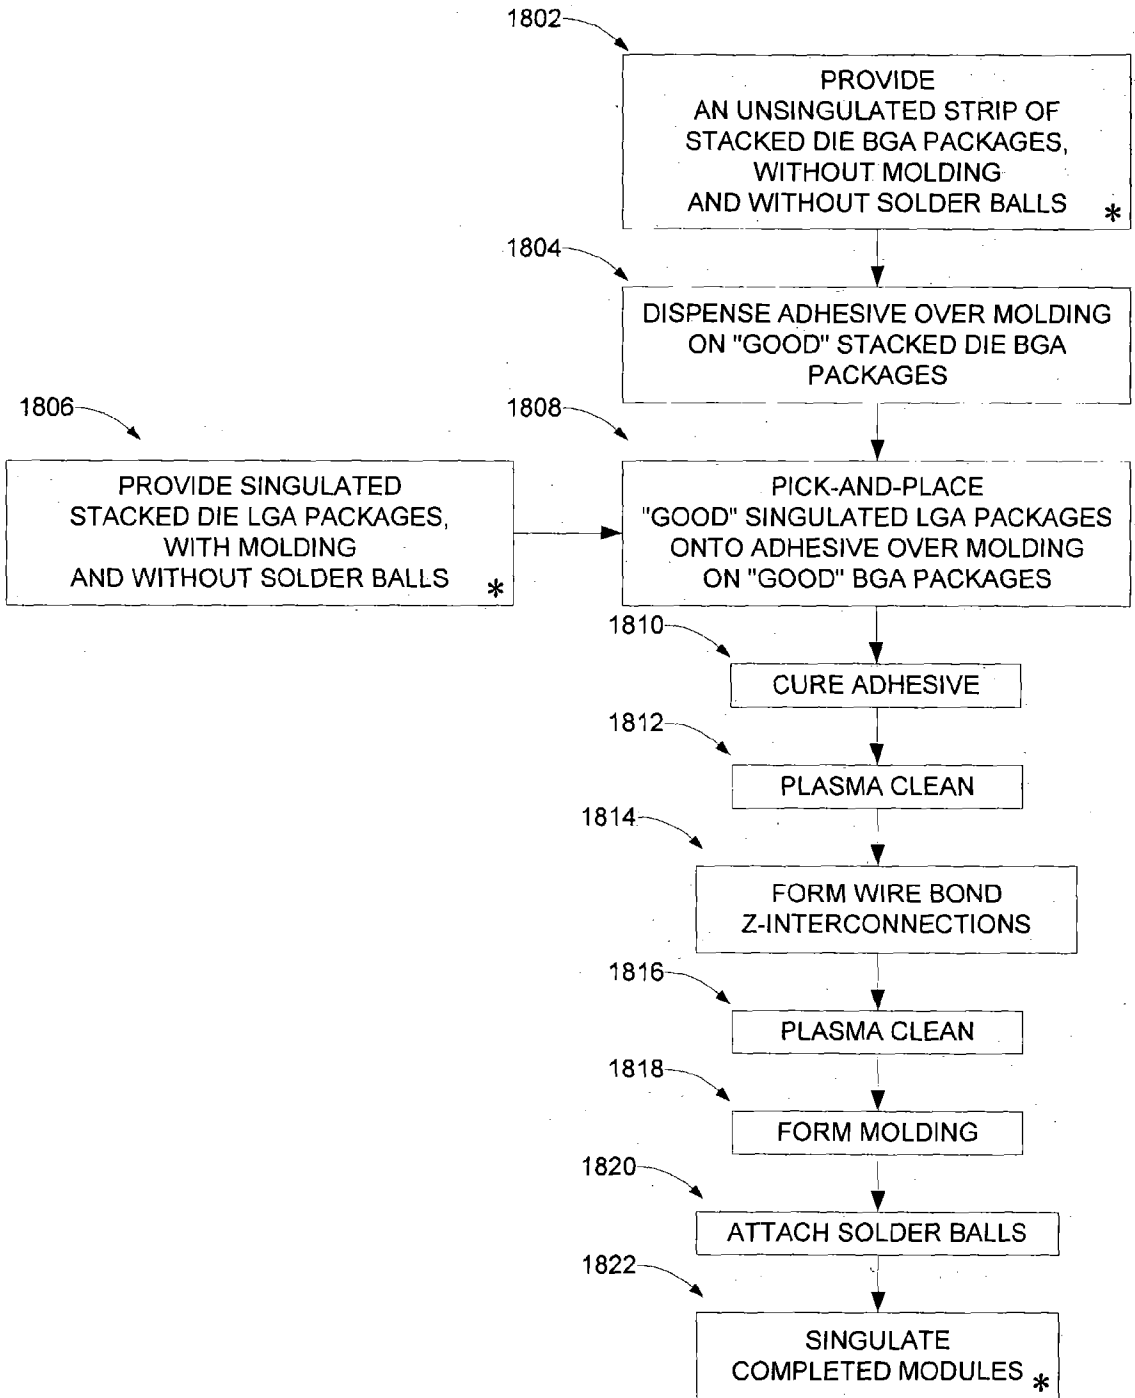 1802
PROVIDE
AN UNSINGULATED STRIP OF
STACKED DIE BGA PACKAGES,
WITHOUT MOLDING
AND WITHOUT SOLDER BALLS
*
1804
DISPENSE ADHESIVE OVER MOLDING
ON "GOOD" STACKED DIE BGA
PACKAGES
1806
PROVIDE SINGULATED
STACKED DIE LGA PACKAGES,
WITH MOLDING
AND WITHOUT SOLDER BALLS
*
1808
PICK-AND-PLACE
"GOOD" SINGULATED LGA PACKAGES
ONTO ADHESIVE OVER MOLDING
ON "GOOD" BGA PACKAGES
1810
CURE ADHESIVE
1812
PLASMA CLEAN
1814
FORM WIRE BOND
Z-INTERCONNECTIONS
1816
PLASMA CLEAN
1818
FORM MOLDING
1820
ATTACH SOLDER BALLS
1822
SINGULATE
COMPLETED MODULES
*